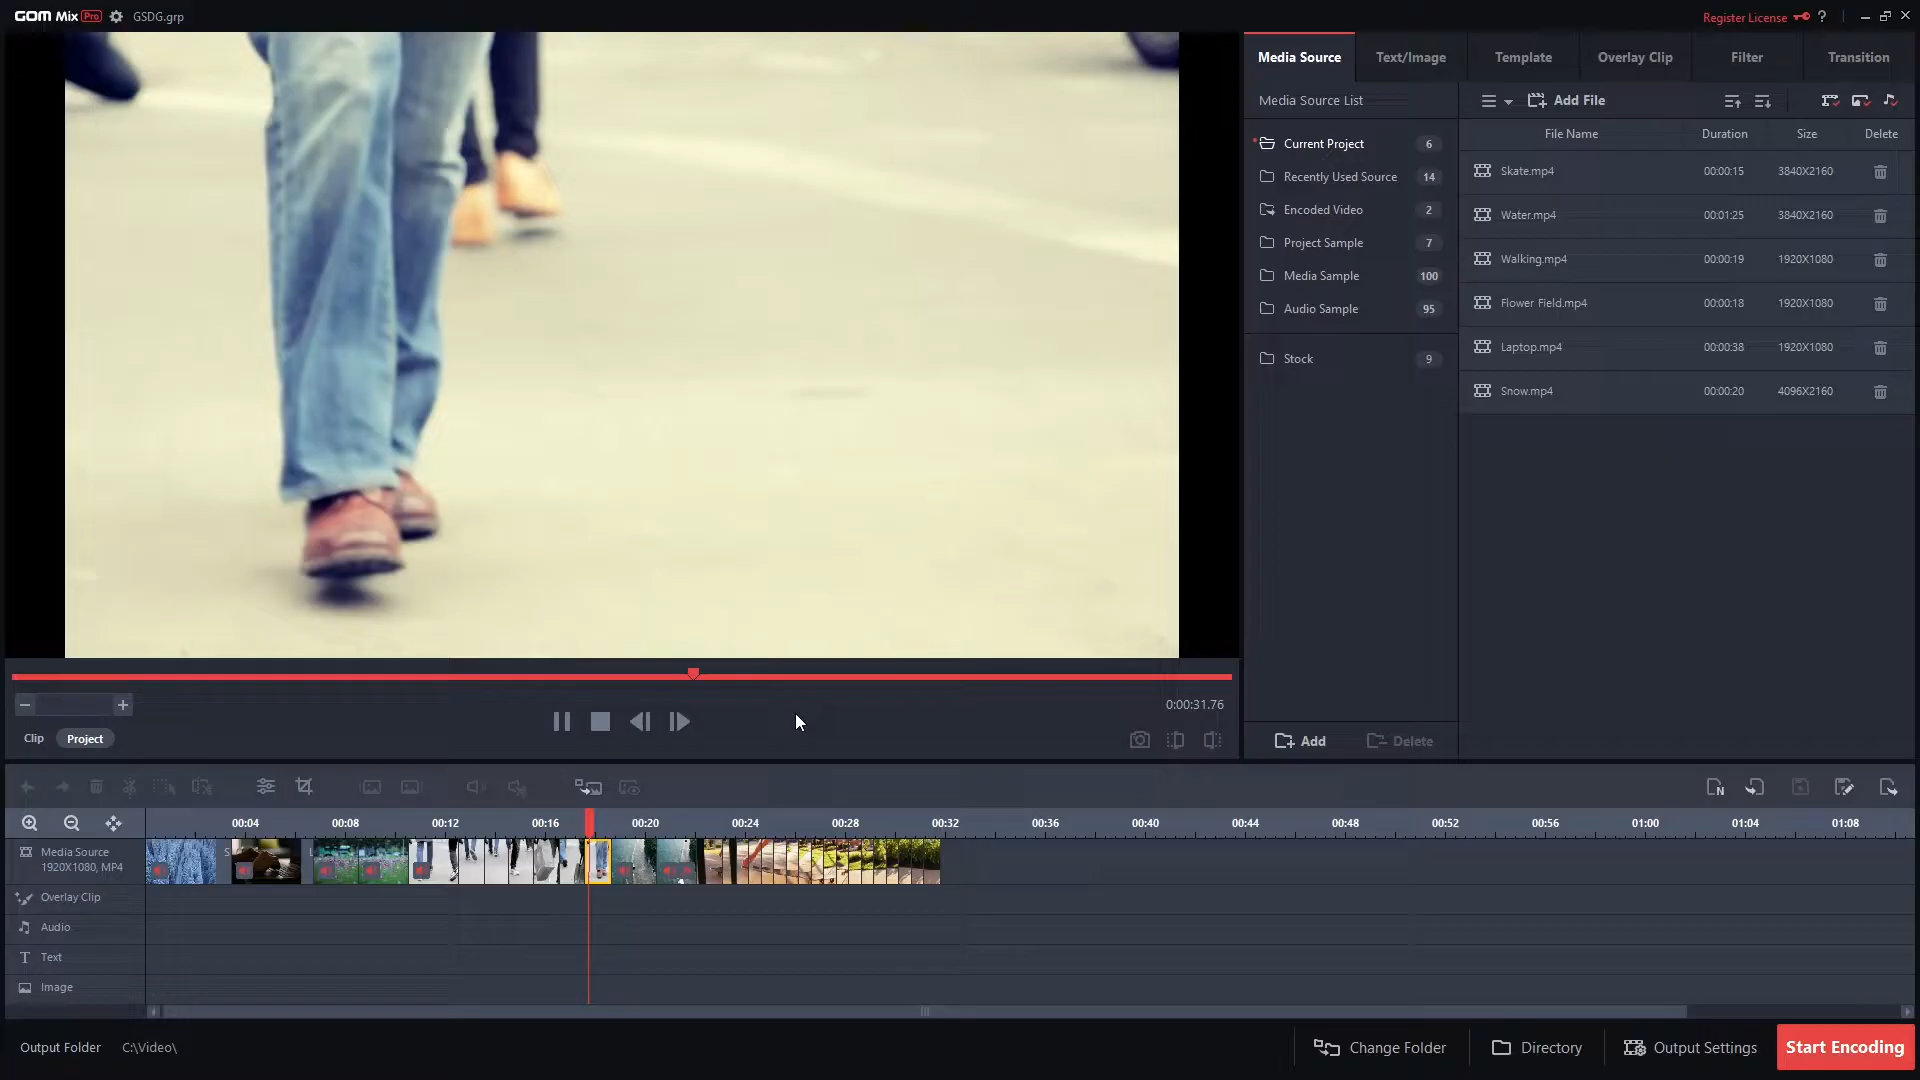 GOM Mix Pro GSDG.grp Register License ?
Media Source Text/Image Template Overlay Clip Filter Transition
Media Source List Add File
File Name Duration Size Delete
Current Project 6
Recently Used Source 14
Encoded Video 2
Project Sample 7
Media Sample 100
Audio Sample 95
Stock 9
Skate.mp4 00:00:15 3840X2160
Water.mp4 00:01:25 3840X2160
Walking.mp4 00:00:19 1920X1080
Flower Field.mp4 00:00:18 1920X1080
Laptop.mp4 00:00:38 1920X1080
Snow.mp4 00:00:20 4096X2160
0:00:31.76
Clip Project
Add Delete
00:04 00:08 00:12 00:16 00:20 00:24 00:28 00:32 00:36 00:40 00:44 00:48 00:52 00:56 01:00 01:04 01:08
Media Source
1920X1080, MP4
Overlay Clip
Audio
Text
Image
Output Folder C:\Video\ Change Folder Directory Output Settings Start Encoding